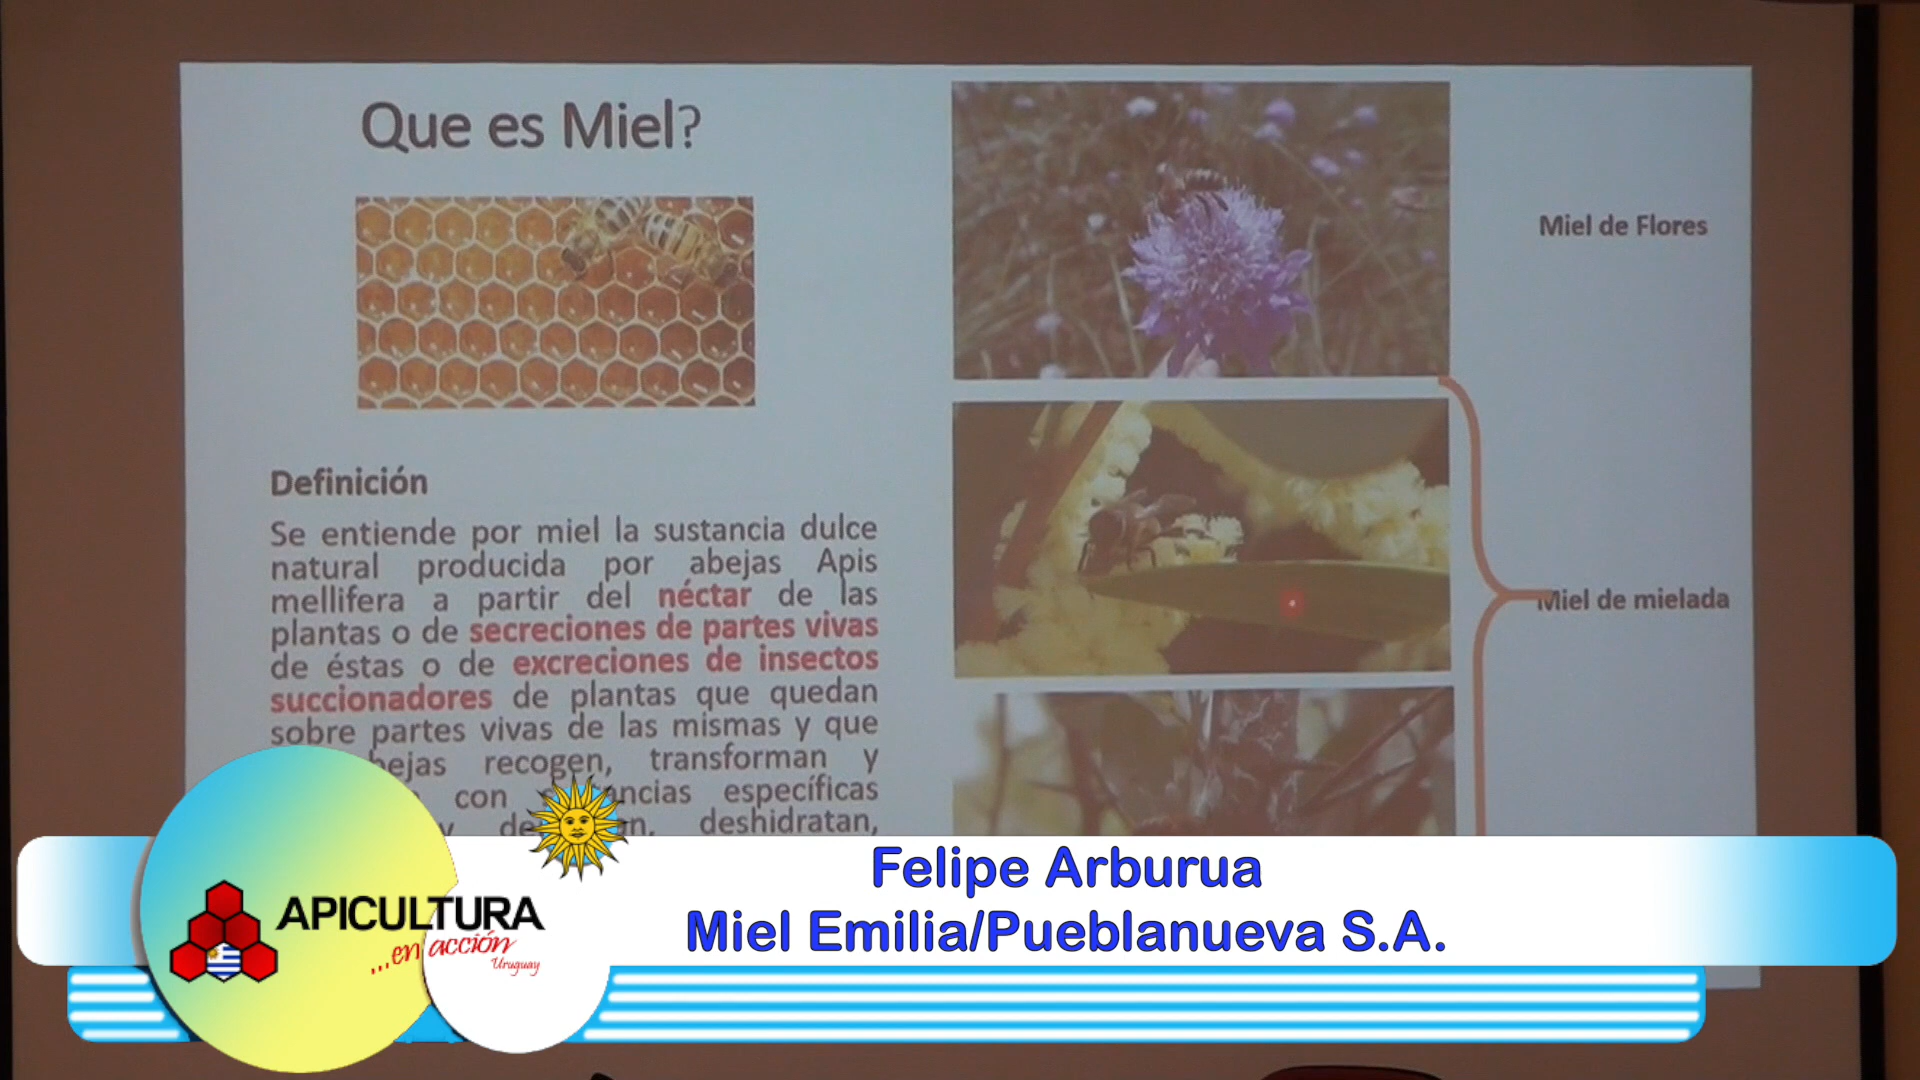 Que es Miel?
Definición
Se entiende por miel la sustancia dulce
natural producida por abejas Apis
mellifera a partir del néctar de las
plantas o de secreciones de partes vivas
de éstas o de excreciones de insectos
succionadores de plantas que quedan
sobre partes vivas de las mismas y que
recogen, transforman y
con específicas
y deshidratan,
Miel de Flores
Miel de mielada
APICULTURA
...en acción
Uruguay
Felipe Arburua
Miel Emilia/Pueblanueva S.A.